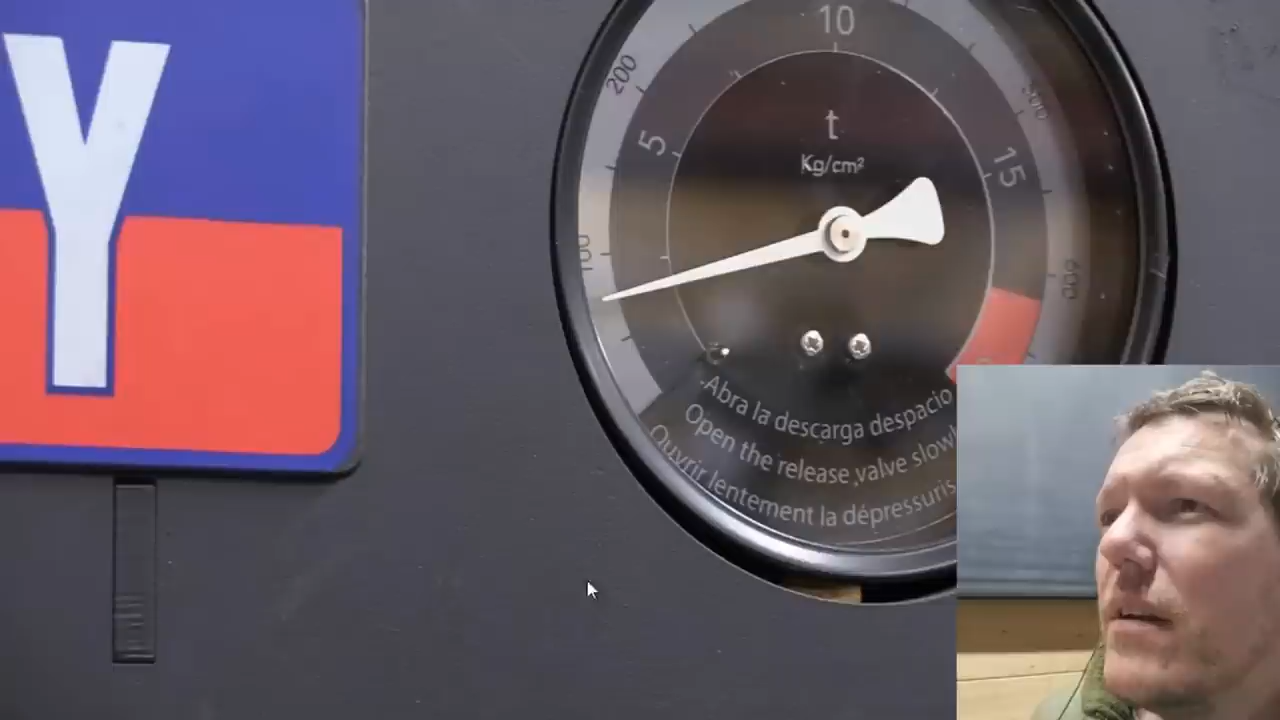 Y
10
200
300
5
15
t
Kg/cm²
100
.Abra la descarga despacio
Open the release valve slowl
Ouvrir lentement la dépressuris